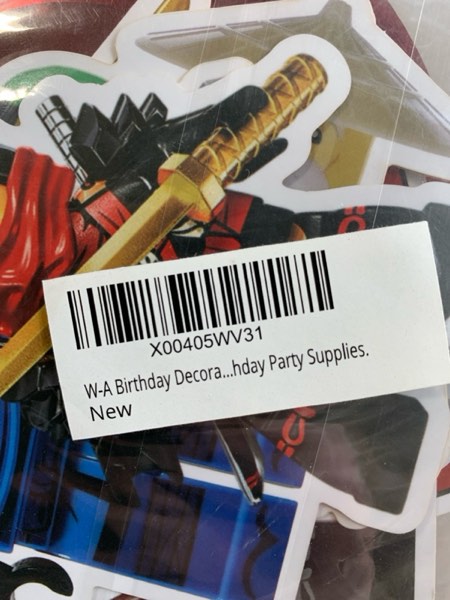 X00405WV31
W-A Birthday Decora...hday Party Supplies.
New